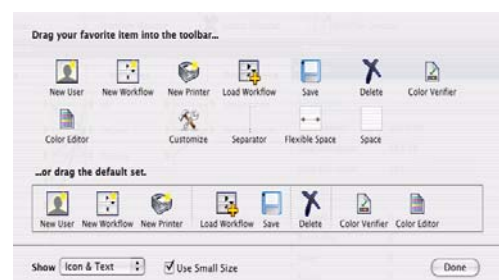 Drag your favorite item into the toolbar...
New User New Workflow New Printer Load Workflow Save Delete Color Verifier
Color Editor Customize Separator Flexible Space Space
...or drag the default set.
New User New Workflow New Printer Load Workflow Save Delete Color Verifier Color Editor
Show Icon & Text Use Small Size Done